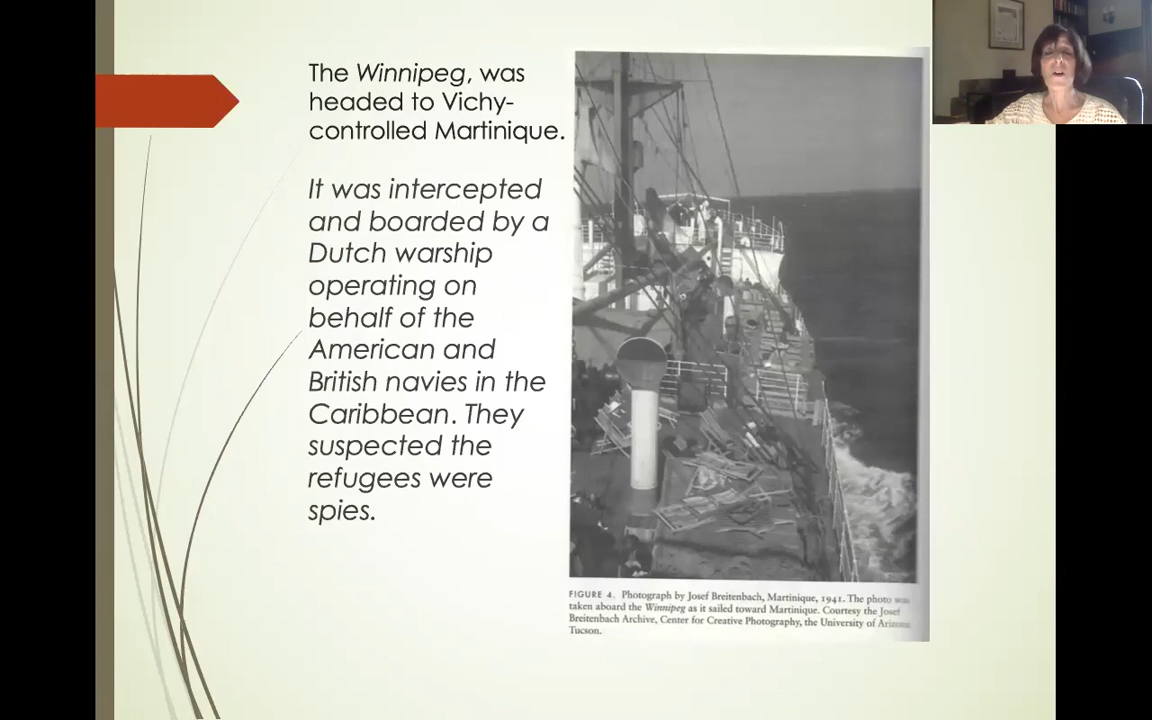 The Winnipeg, was
headed to Vichy-
controlled Martinique.
It was intercepted
and boarded by a
Dutch warship
operating on
behalf of the
American and
British navies in the
Caribbean. They
suspected the
refugees were
spies.
FIGURE 4. Photograph by Josef Breitenbach, Martinique, 1941. The photo was
taken aboard the Winnipeg as it sailed toward Martinique. Courtesy the Josef
Breitenbach Archive, Center for Creative Photography, the University of Arizona
Tucson.